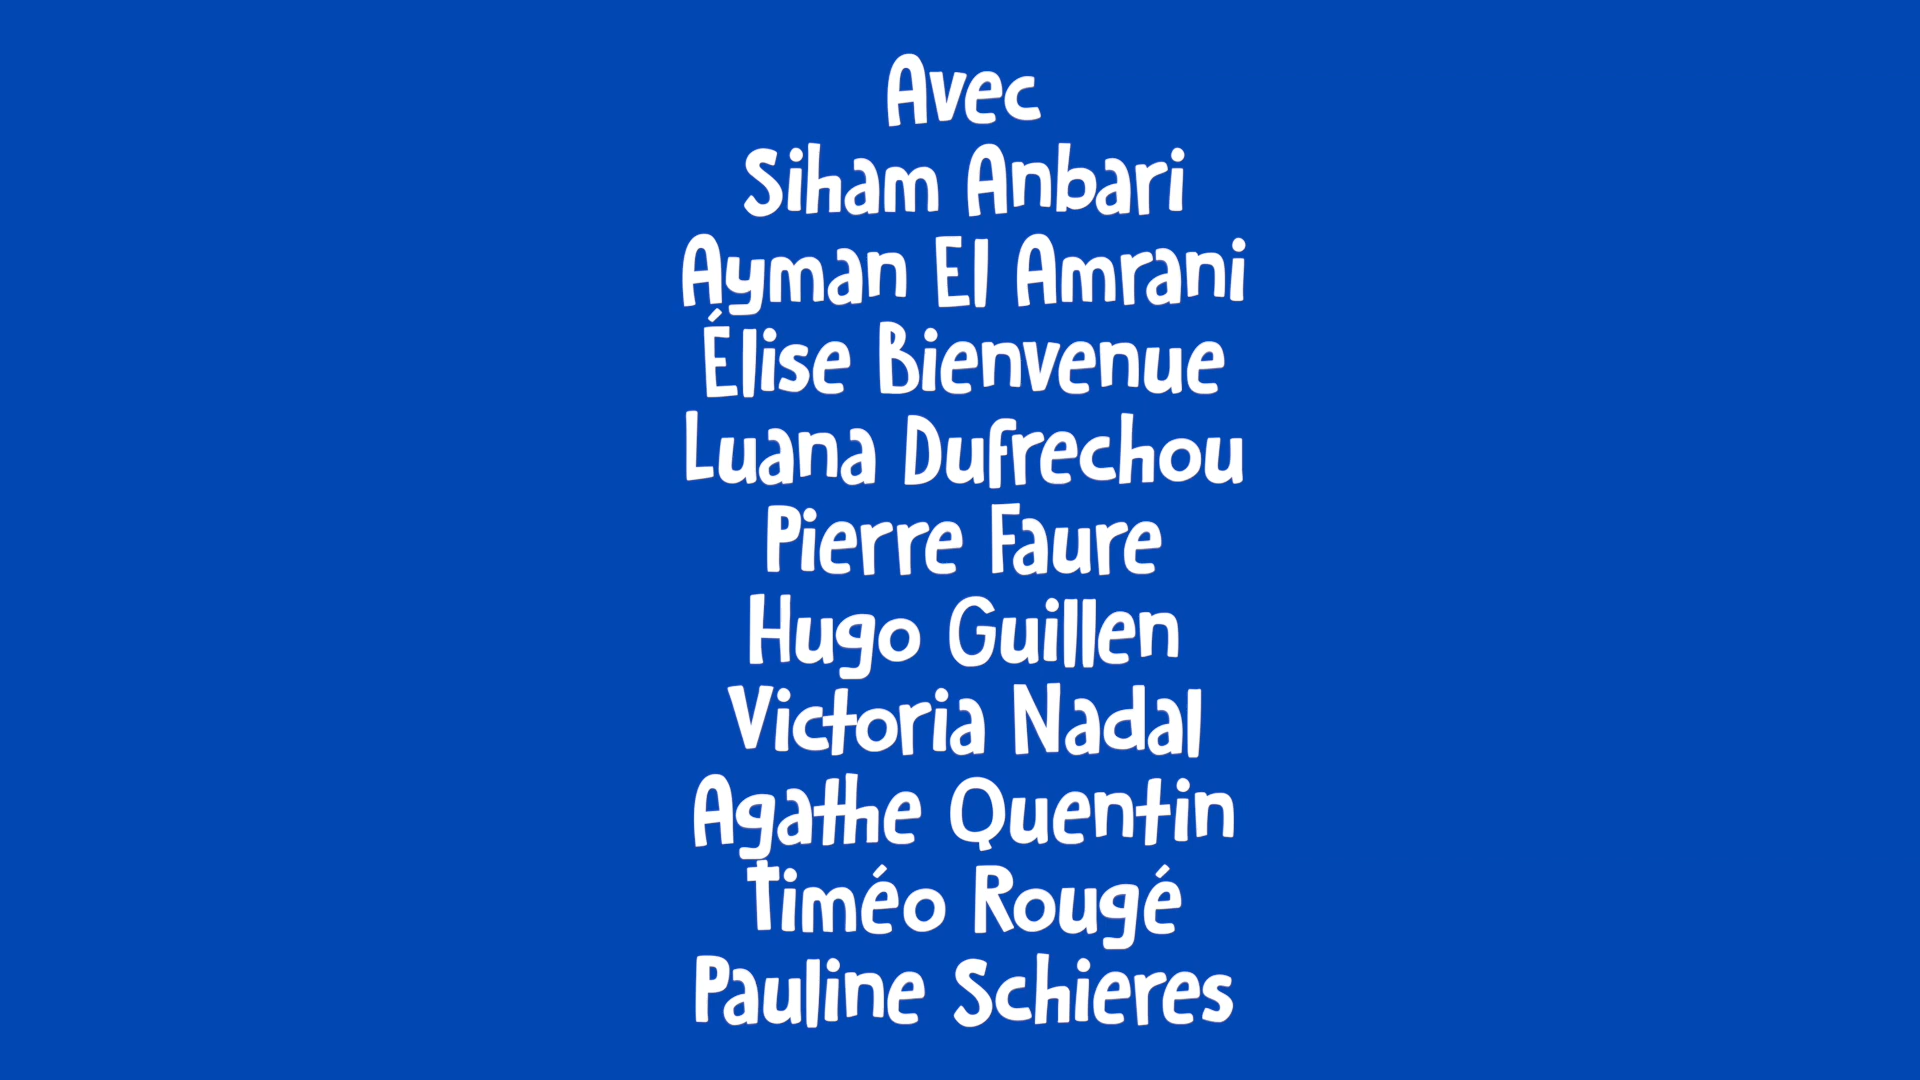 Avec
Siham Anbari
Ayman El Amrani
Élise Bienvenue
Luana Dufrechou
Pierre Faure
Hugo Guillen
Victoria Nadal
Agathe Quentin
Timéo Rougé
Pauline Schieres